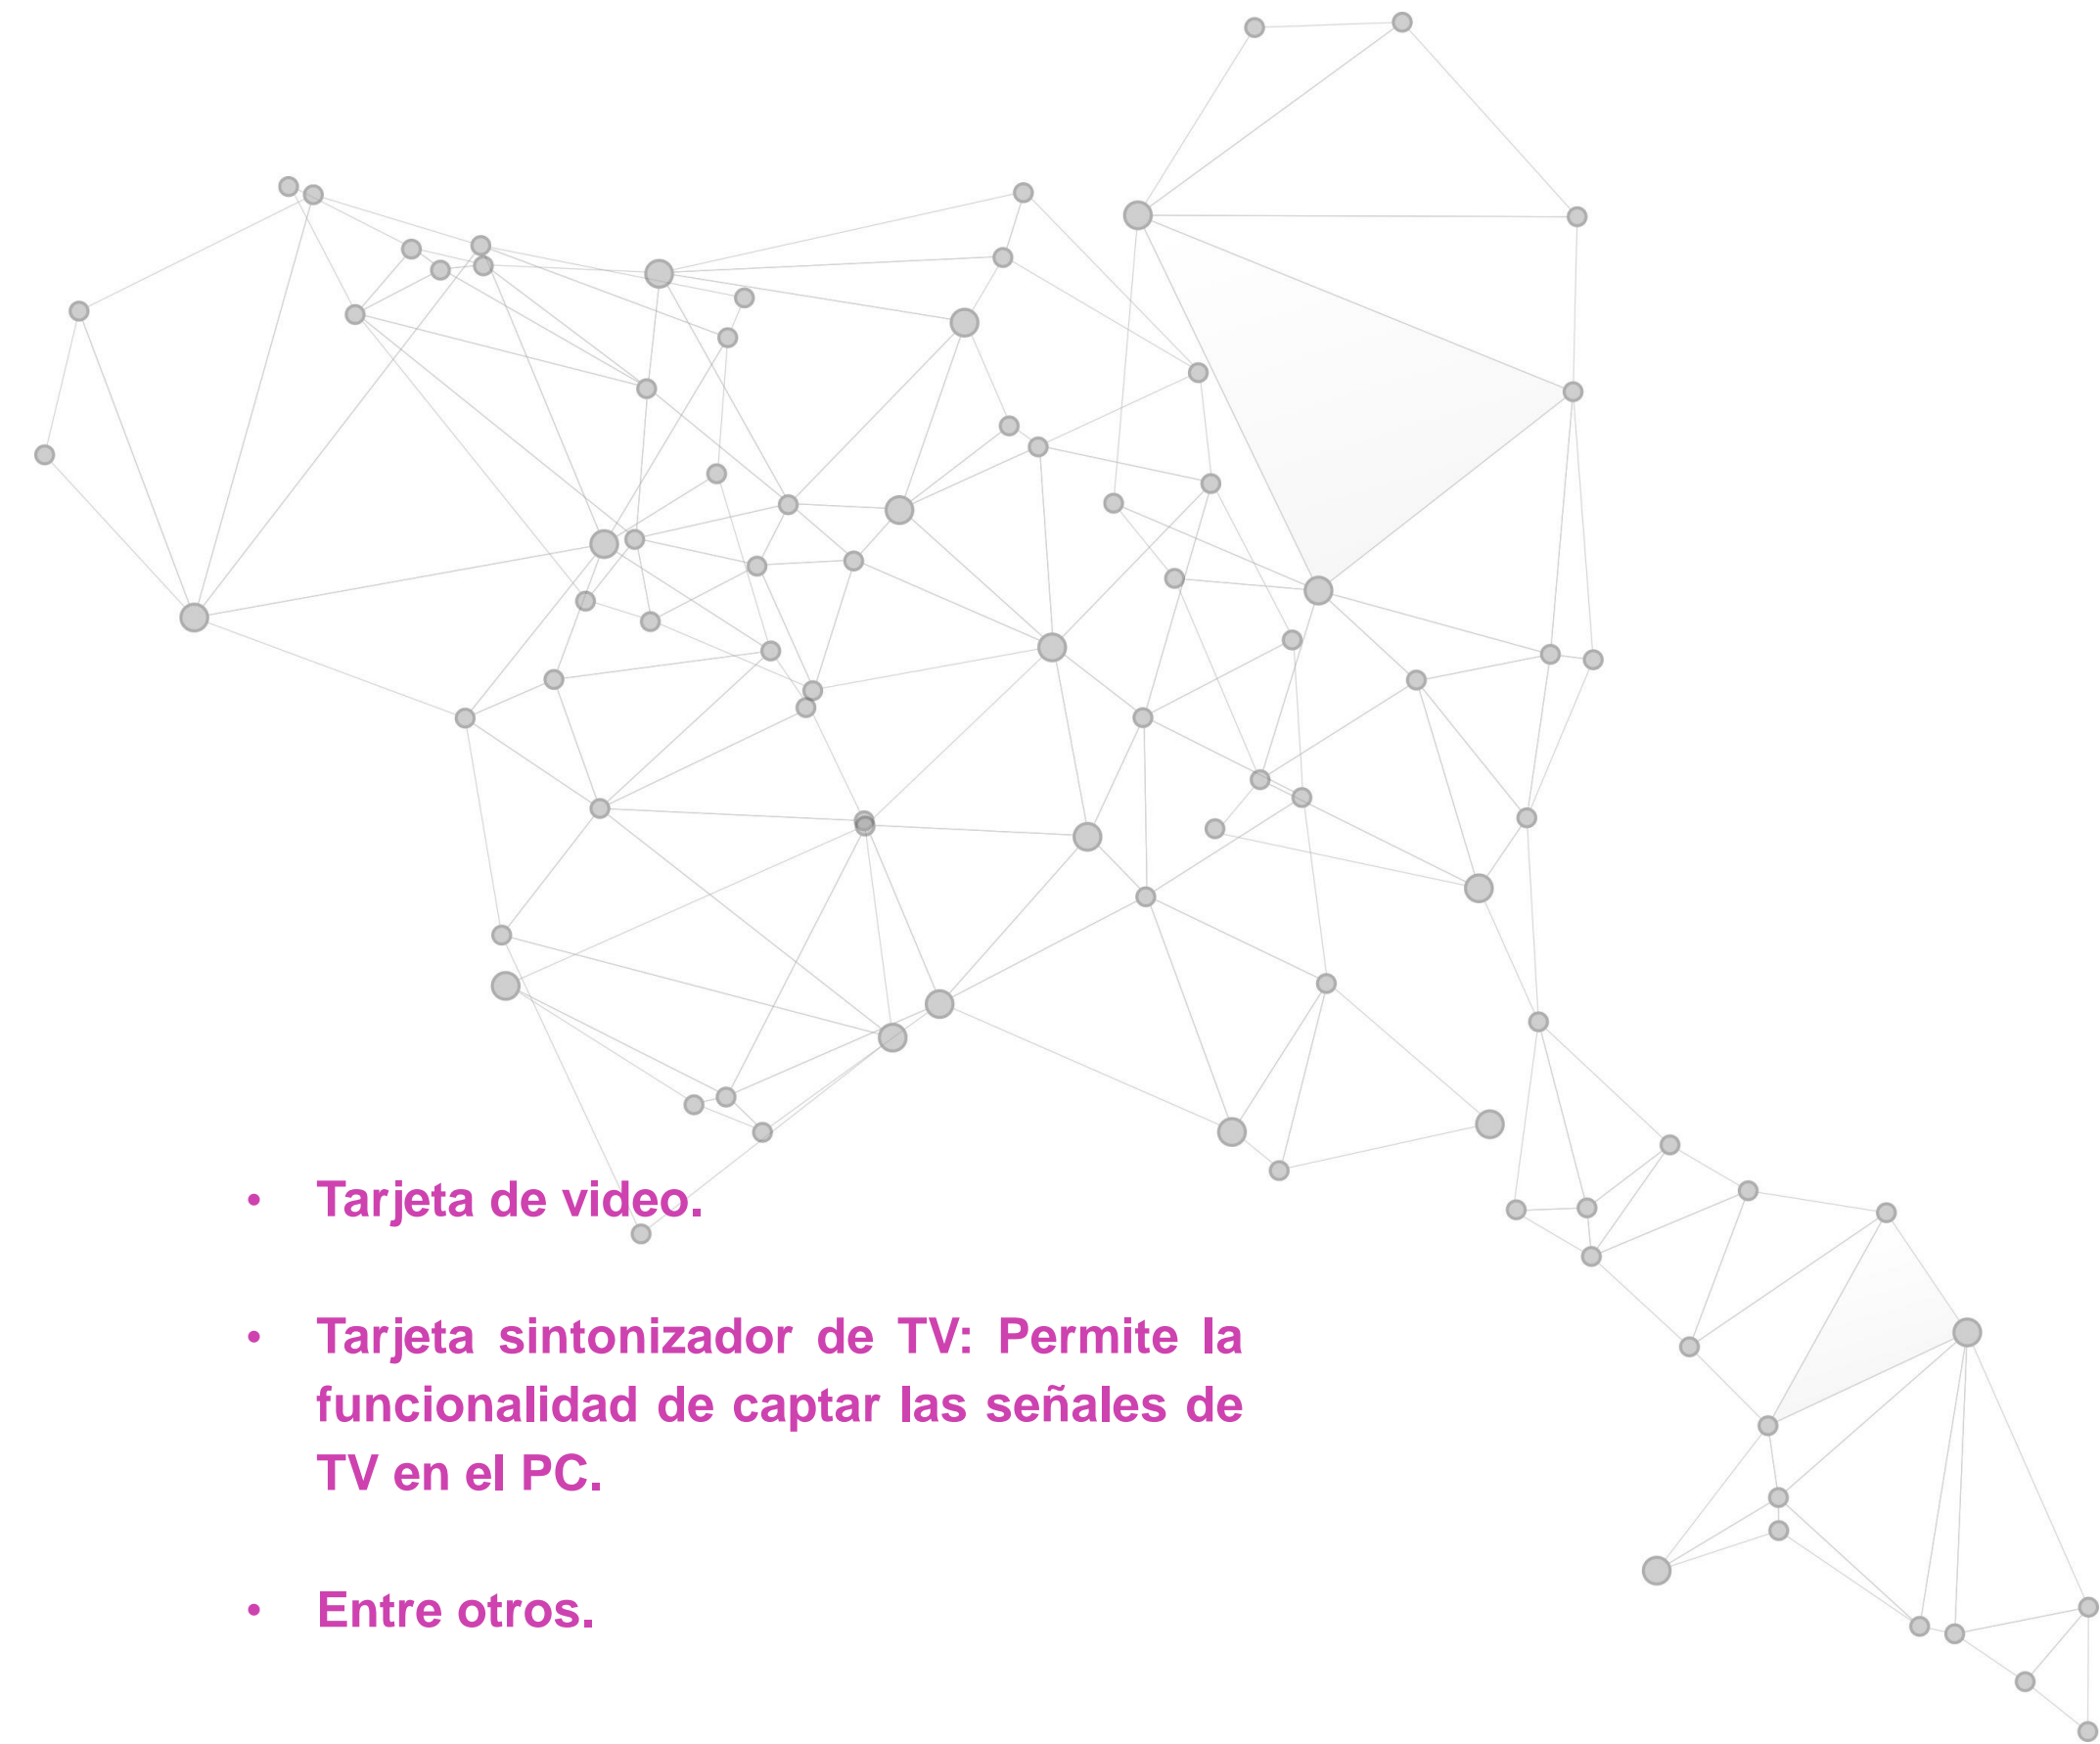 • Tarjeta de video.
• Tarjeta sintonizador de TV: Permite la
funcionalidad de captar las señales de
TV en el PC.
• Entre otros.